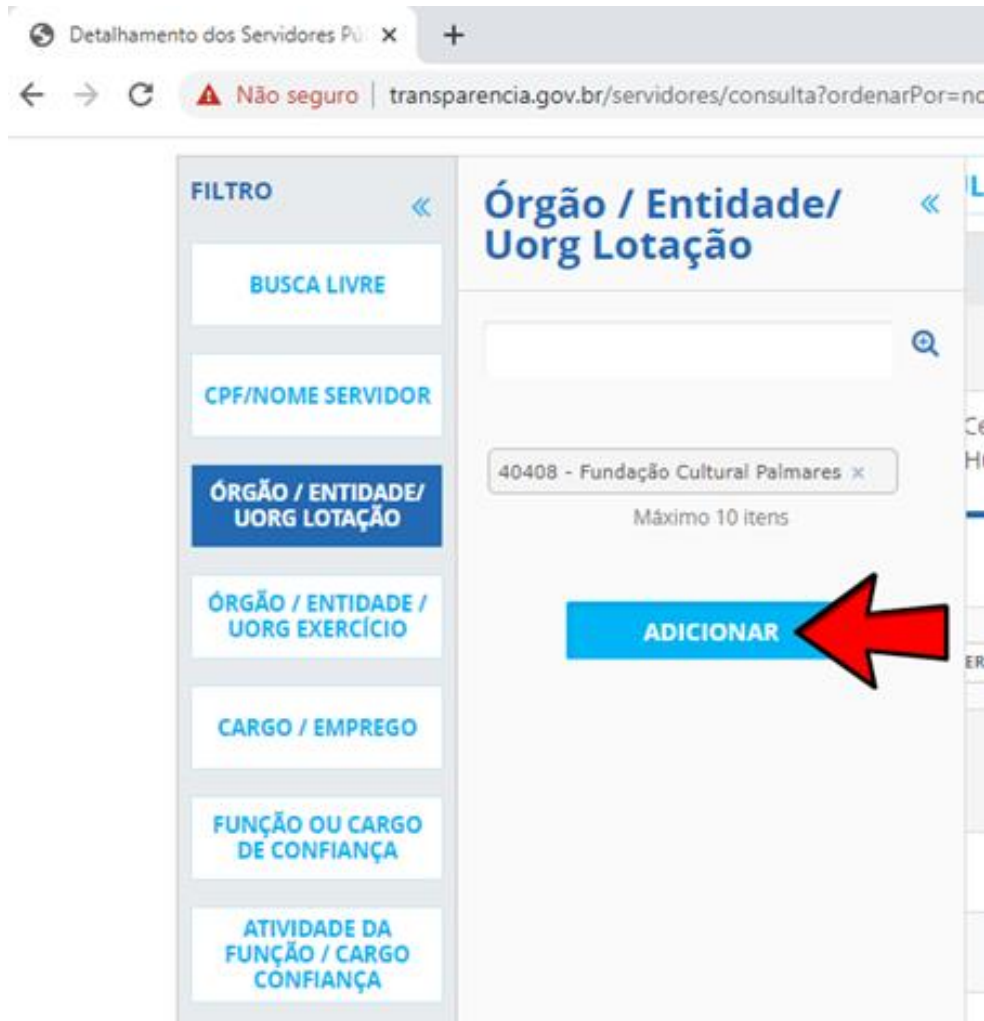 Detalhamento dos Servidores Pú
Não seguro | transparencia.gov.br/servidores/consulta?ordenarPor=no
FILTRO
BUSCA LIVRE
CPF/NOME SERVIDOR
ÓRGÃO / ENTIDADE/
UORG LOTAÇÃO
ÓRGÃO / ENTIDADE /
UORG EXERCÍCIO
CARGO / EMPREGO
FUNÇÃO OU CARGO
DE CONFIANÇA
ATIVIDADE DA
FUNÇÃO / CARGO
CONFIANÇA
Órgão / Entidade/
Uorg Lotação
40408 - Fundação Cultural Palmares ×
Máximo 10 itens
ADICIONAR